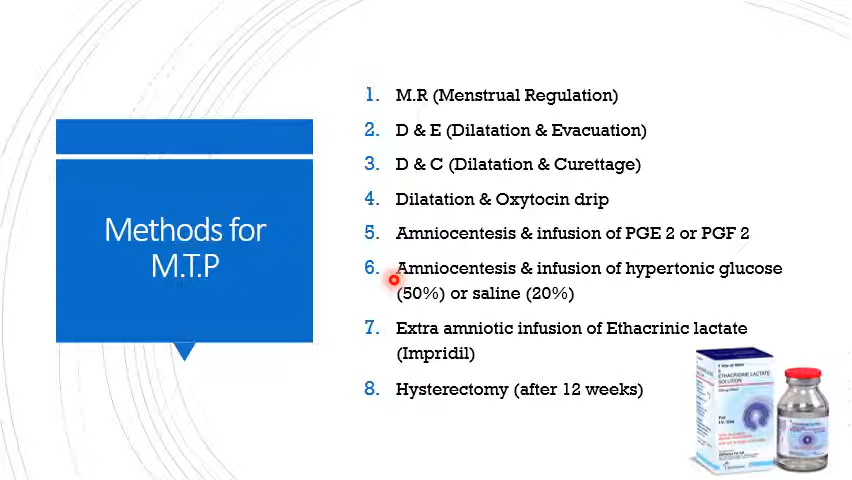 Methods for
M.T.P
1. M.R (Menstrual Regulation)
2. D & E (Dilatation & Evacuation)
3. D & C (Dilatation & Curettage)
4. Dilatation & Oxytocin drip
5. Amniocentesis & infusion of PGE 2 or PGF 2
6. Amniocentesis & infusion of hypertonic glucose
(50%) or saline (20%)
7. Extra amniotic infusion of Ethacrinic lactate
(Impridil)
8. Hysterectomy (after 12 weeks)
ETHACRIDINE LACTATE
SOLUTION